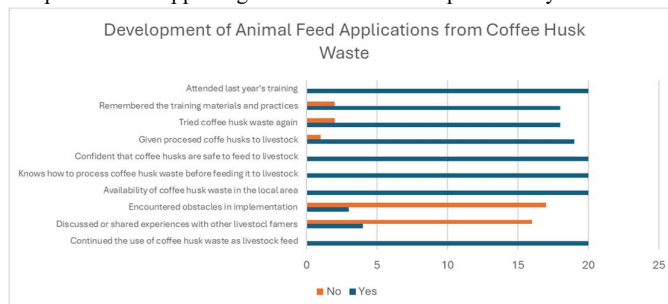 Development of Animal Feed Applications from Coffee Husk
Waste
Attended last year's training
Remembered the training materials and practices
Tried coffee husk waste again
Given procesed coffe husks to livestock
Confident that coffee husks are safe to feed to livestock
Knows how to process coffee husk waste before feeding it to livestock
Availability of coffee husk waste in the local area
Encountered obstacles in implementation
Discussed or shared experiences with other livestocl famers
Continued the use of coffee husk waste as livestock feed
0 5 10 15 20 25
No Yes